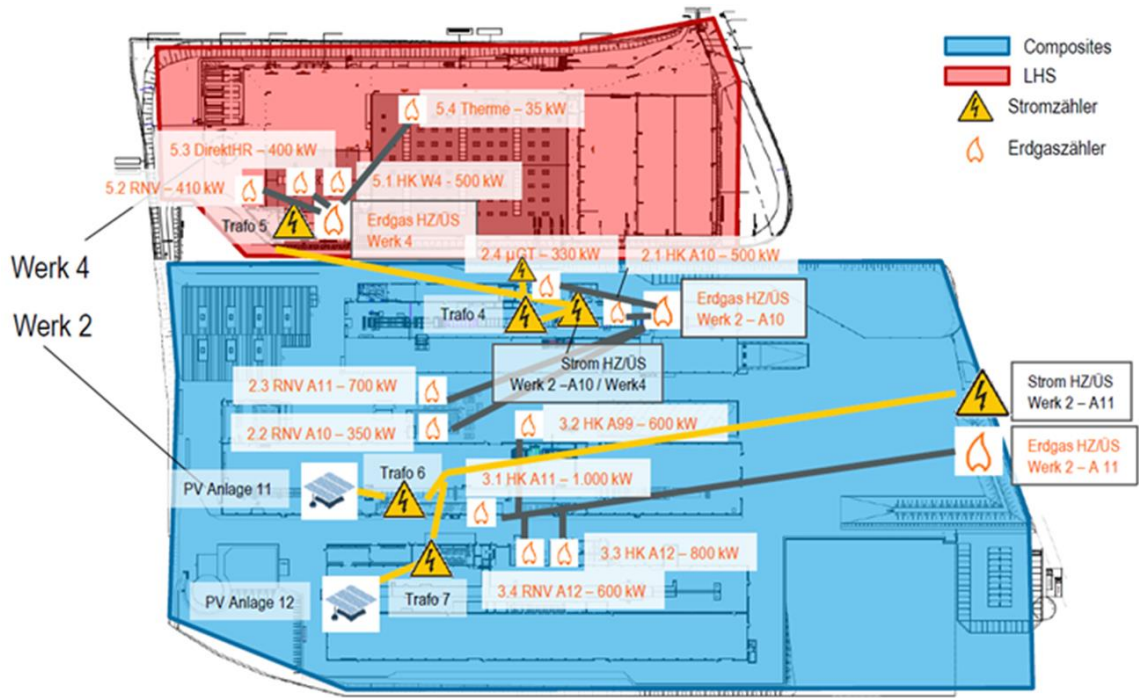 Composites
LHS
Stromzähler
Erdgaszähler
5.4 Therme – 35 kW
5.3 DirektHR – 400 kW
5.2 RNV – 410 kW
5.1 HK W4 - 500 kW
Trafo 5
Erdgas HZ/ÜS
Werk 4
Werk 4
Werk 2
2.4 µGT – 330 kW
2.1 HK A10 – 500 kW
Trafo 4
Erdgas HZ/ÜS
Werk 2 – A10
Strom HZ/ÜS
Werk 2 –A10 / Werk4
2.3 RNV A11 – 700 kW
2.2 RNV A10 – 350 kW
3.2 HK A99 – 600 kW
Strom HZ/ÜS
Werk 2 – A11
Erdgas HZ/ÜS
Werk 2 – A 11
Trafo 6
PV Anlage 11
3.1 HK A11 – 1.000 kW
3.3 HK A12 – 800 kW
3.4 RNV A12 – 600 kW
Trafo 7
PV Anlage 12